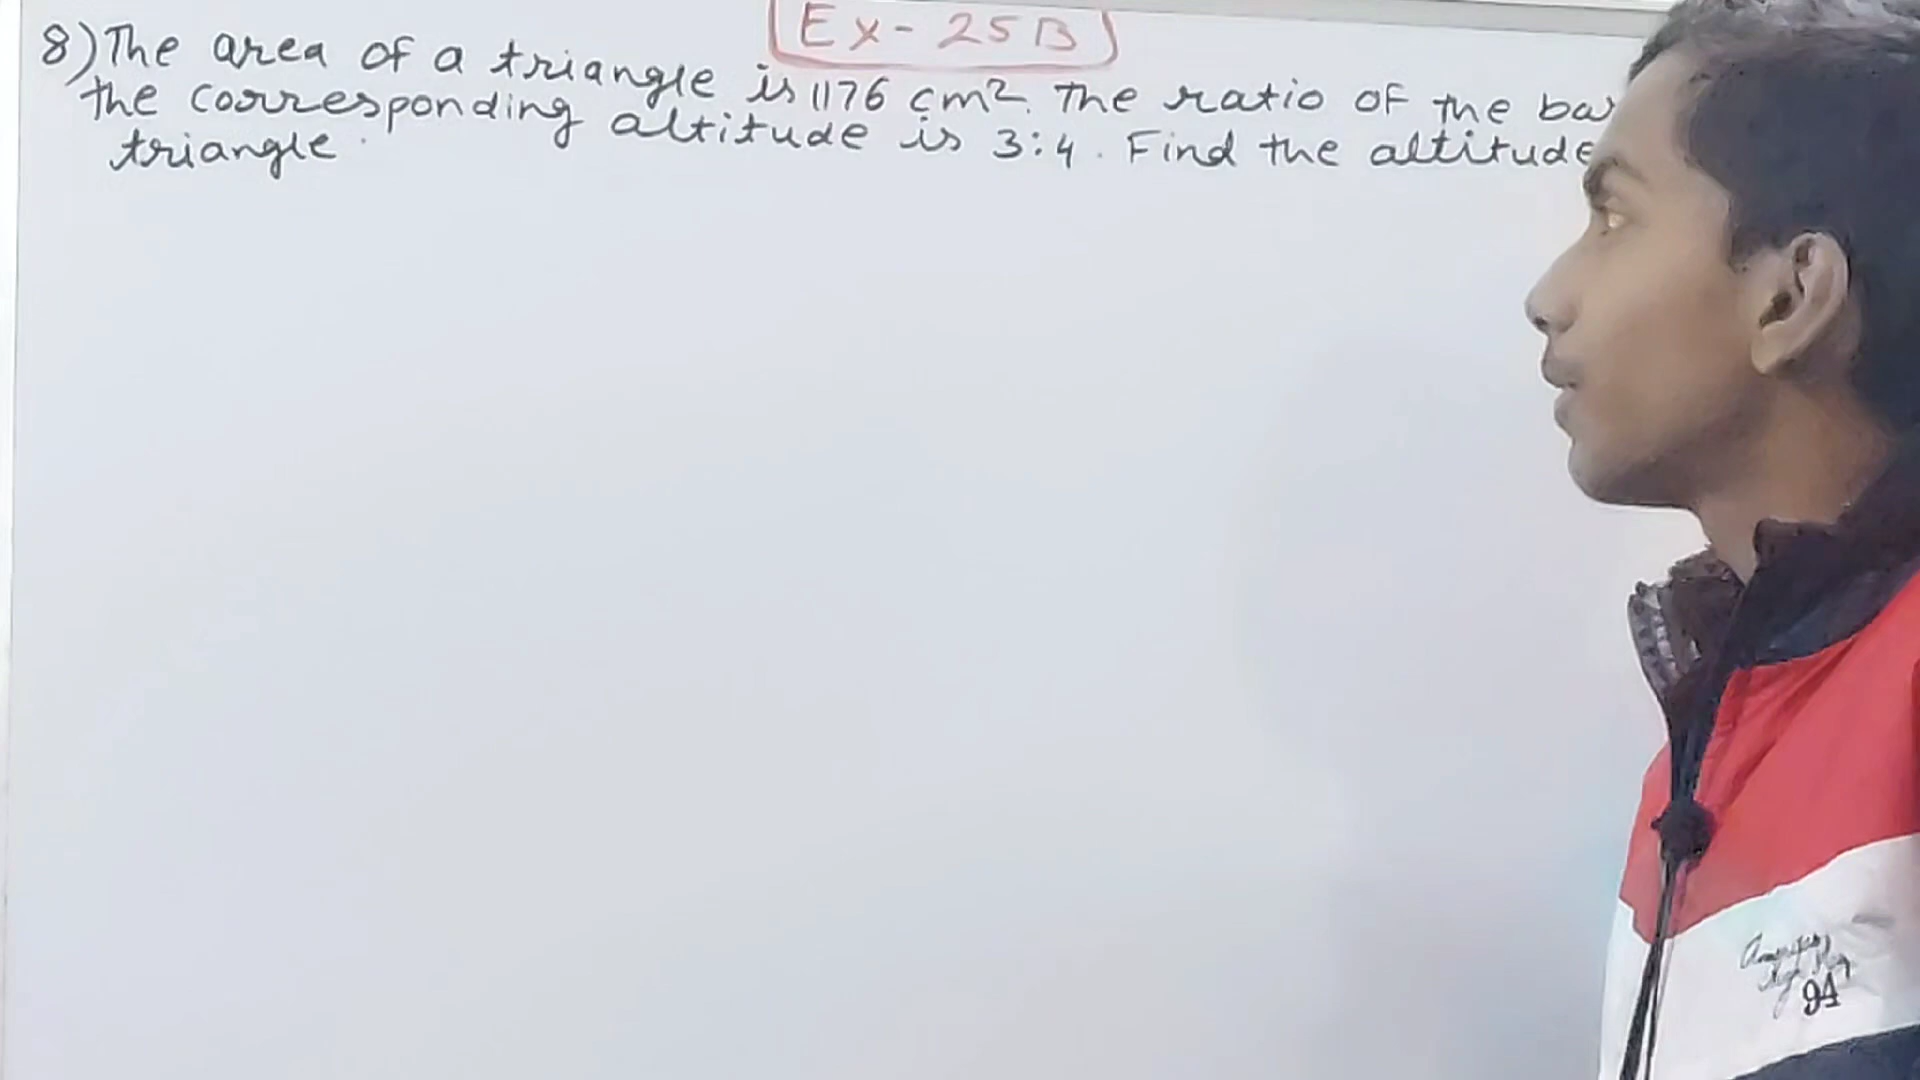 Ex - 25B
8) The area of a triangle is 1176 cm². The ratio of the
the corresponding altitude is 3:4. Find the altitude
triangle.
94